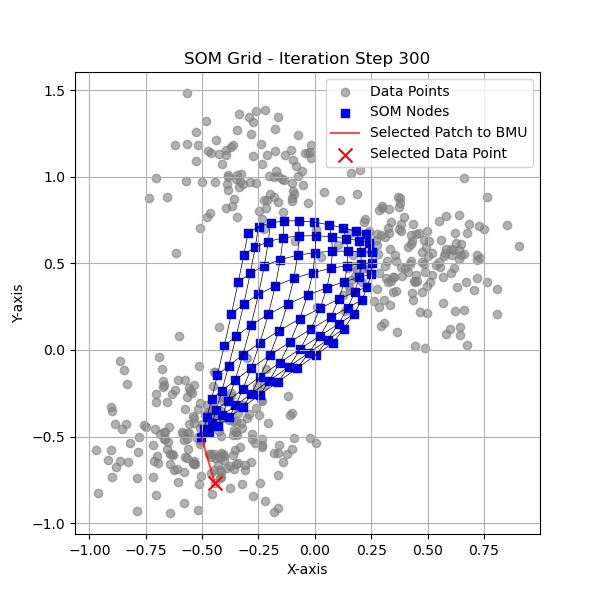 SOM Grid - Iteration Step 300
Data Points
SOM Nodes
Selected Patch to BMU
Selected Data Point
Y-axis
1.5
1.0
0.5
0.0
−0.5
−1.0
−1.00 −0.75 −0.50 −0.25 0.00 0.25 0.50 0.75
X-axis